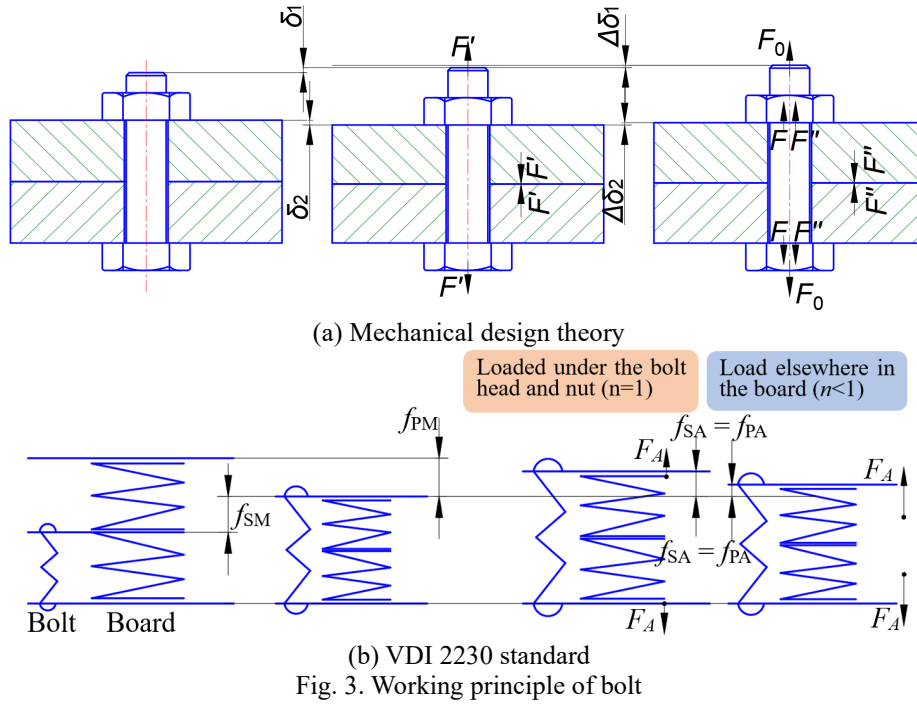 δ1
F'
Δδ1
F0
F'
F'
F
F''
F''
F''
δ2
Δδ2
F
F''
F'
F0
(a) Mechanical design theory
Loaded under the bolt
head and nut (n=1)
Load elsewhere in
the board (n<1)
fPM
fSA = fPA
FA
FA
fSM
fSA = fPA
Bolt
Board
FA
FA
(b) VDI 2230 standard
Fig. 3. Working principle of bolt